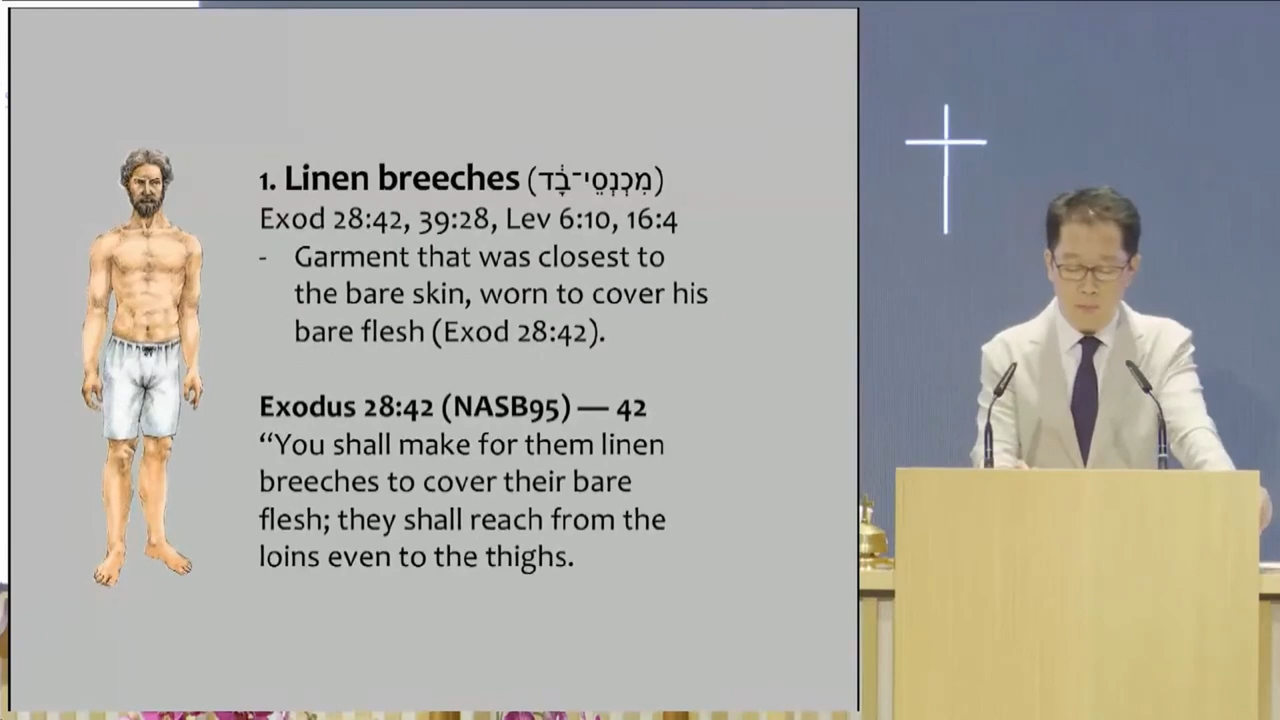 1. Linen breeches (מִכְנְסֵי־בָ֔ד)
Exod 28:42, 39:28, Lev 6:10, 16:4
- Garment that was closest to
the bare skin, worn to cover his
bare flesh (Exod 28:42).
Exodus 28:42 (NASB95) — 42
“You shall make for them linen
breeches to cover their bare
flesh; they shall reach from the
loins even to the thighs.